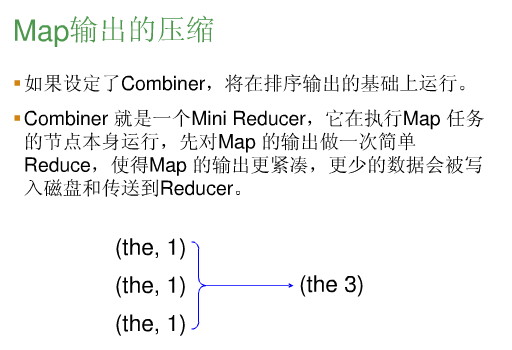 Map输出的压缩
如果设定了Combiner，将在排序输出的基础上运行。
Combiner 就是一个Mini Reducer，它在执行Map 任务
的节点本身运行，先对Map 的输出做一次简单
Reduce，使得Map 的输出更紧凑，更少的数据会被写
入磁盘和传送到Reducer。
(the, 1)
(the, 1)
(the 3)
(the, 1)